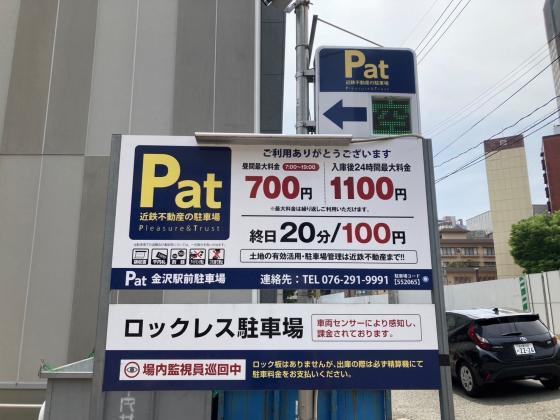 Pat
近鉄不動産の駐車場
Pleasure&Trust
Pat
近鉄不動産の駐車場
Pleasure&Trust
ご利用ありがとうございます
昼間最大料金 7:00~19:00
700円
入庫後24時間最大料金
1100円
※最大料金は繰り返しご利用いただけます。
終日20分/100円
土地の有効活用・駐車場管理は近鉄不動産まで!!
Pat 金沢駅前駐車場 連絡先:TEL 076-291-9991 駐車場コード [552065]
ロックレス駐車場
車両センサーにより感知し、
課金されております。
場内監視員巡回中
ロック板はありませんが、出庫の際は必ず精算機にて
駐車料金をお支払いください。